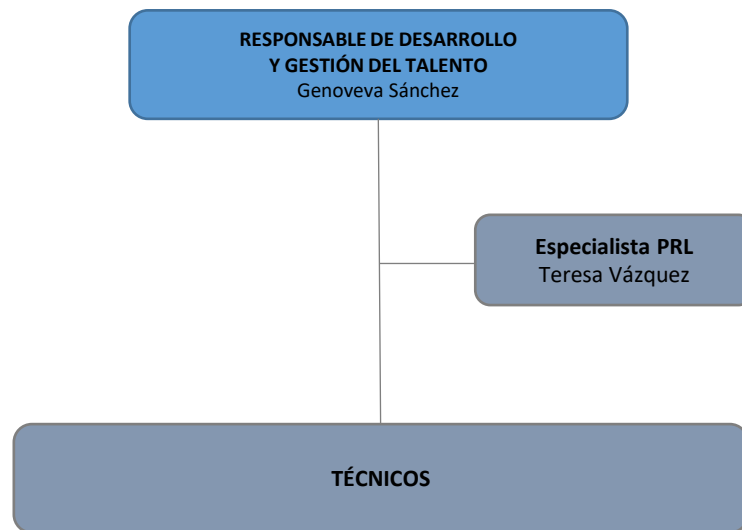 RESPONSABLE DE DESARROLLO
Y GESTIÓN DEL TALENTO
Genoveva Sánchez
Especialista PRL
Teresa Vázquez
TÉCNICOS